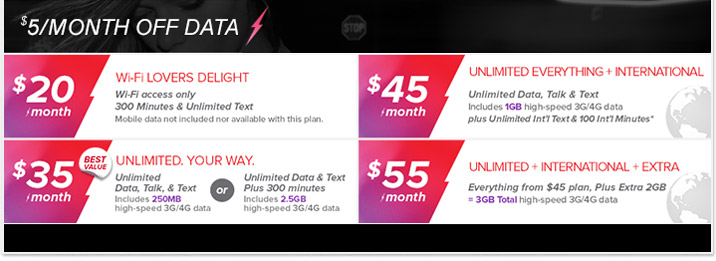 $5/MONTH OFF DATA
STOP
$20
/month
Wi-Fi LOVERS DELIGHT
Wi-Fi access only
300 Minutes & Unlimited Text
Mobile data not included nor available with this plan.
$45
/month
UNLIMITED EVERYTHING + INTERNATIONAL
Unlimited Data, Talk & Text
Includes 1GB high-speed 3G/4G data
plus Unlimited Int'l Text & 100 Int'l Minutes*
$35
/month
BEST
VALUE
UNLIMITED. YOUR WAY.
Unlimited
Data, Talk, & Text
Includes 250MB
high-speed 3G/4G data
or
Unlimited Data & Text
Plus 300 minutes
Includes 2.5GB
high-speed 3G/4G data
$55
/month
UNLIMITED + INTERNATIONAL + EXTRA
Everything from $45 plan, Plus Extra 2GB
= 3GB Total high-speed 3G/4G data